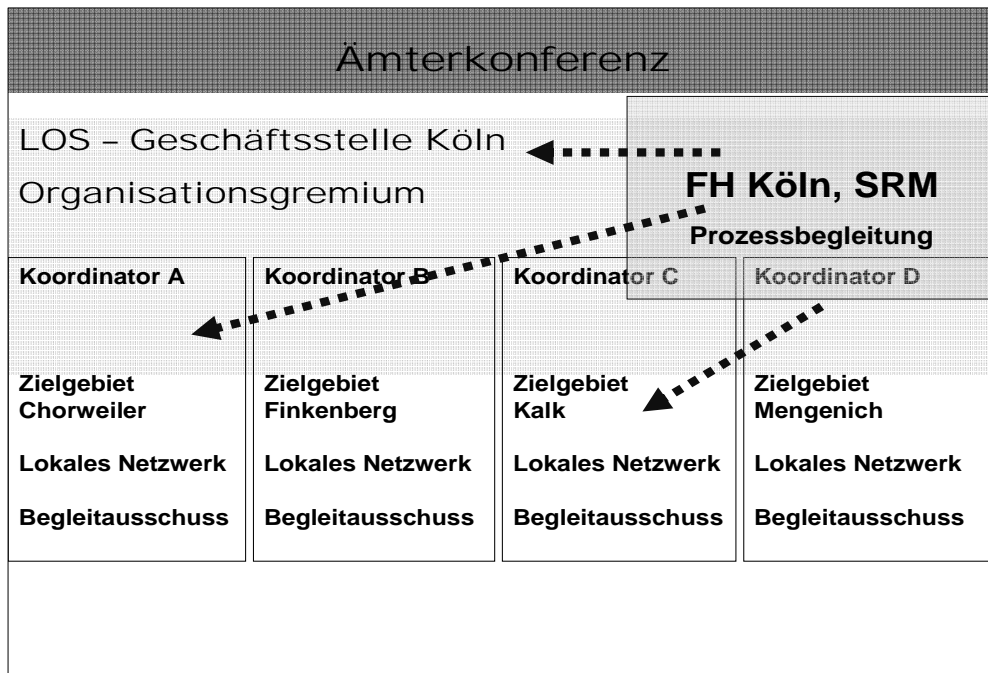 Ämterkonferenz
LOS – Geschäftsstelle Köln
Organisationsgremium
FH Köln, SRM
Prozessbegleitung
Koordinator A
Zielgebiet
Chorweiler
Lokales Netzwerk
Begleitausschuss
Koordinator B
Zielgebiet
Finkenberg
Lokales Netzwerk
Begleitausschuss
Koordinator C
Zielgebiet
Kalk
Lokales Netzwerk
Begleitausschuss
Koordinator D
Zielgebiet
Mengenich
Lokales Netzwerk
Begleitausschuss